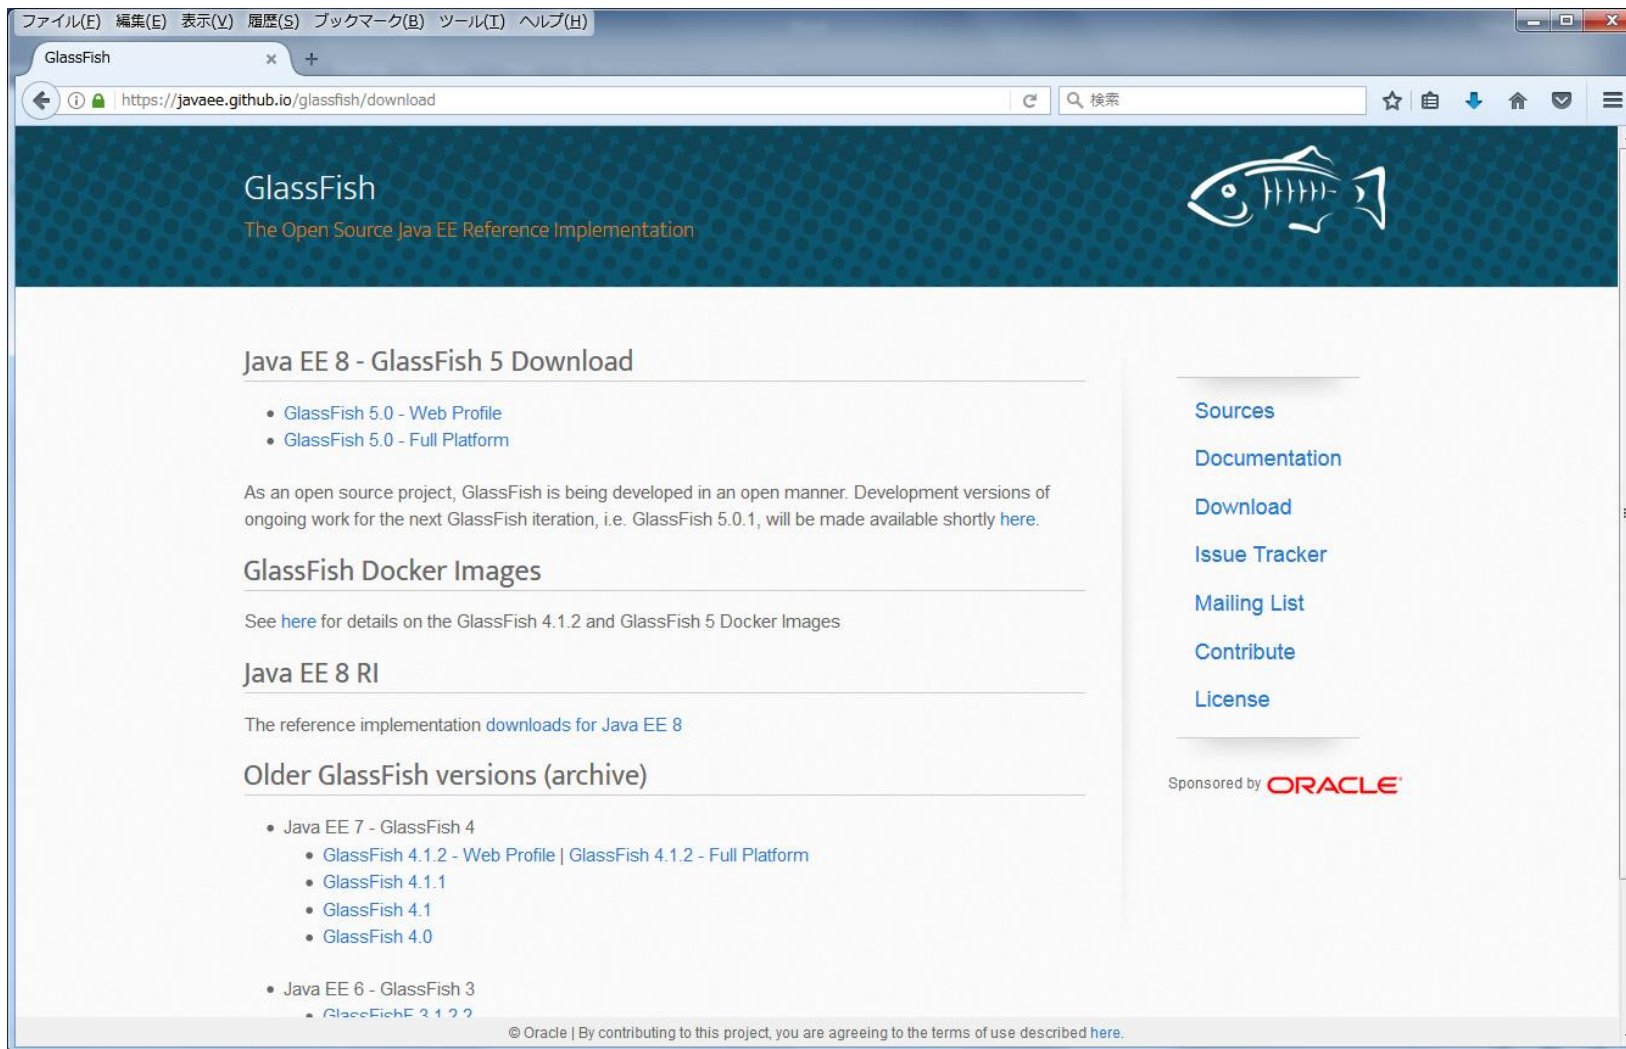 ファイル(F) 編集(E) 表示(V) 履歴(S) ブックマーク(B) ツール(T) ヘルプ(H)
GlassFish
https://javaee.github.io/glassfish/download
検索
GlassFish
The Open Source Java EE Reference Implementation
Java EE 8 - GlassFish 5 Download
GlassFish 5.0 - Web Profile
GlassFish 5.0 - Full Platform
As an open source project, GlassFish is being developed in an open manner. Development versions of
ongoing work for the next GlassFish iteration, i.e. GlassFish 5.0.1, will be made available shortly here.
GlassFish Docker Images
See here for details on the GlassFish 4.1.2 and GlassFish 5 Docker Images
Java EE 8 RI
The reference implementation downloads for Java EE 8
Older GlassFish versions (archive)
Java EE 7 - GlassFish 4
GlassFish 4.1.2 - Web Profile | GlassFish 4.1.2 - Full Platform
GlassFish 4.1.1
GlassFish 4.1
GlassFish 4.0
Java EE 6 - GlassFish 3
GlassFishE 3.1.2.2
Sources
Documentation
Download
Issue Tracker
Mailing List
Contribute
License
Sponsored by ORACLE
© Oracle | By contributing to this project, you are agreeing to the terms of use described here.